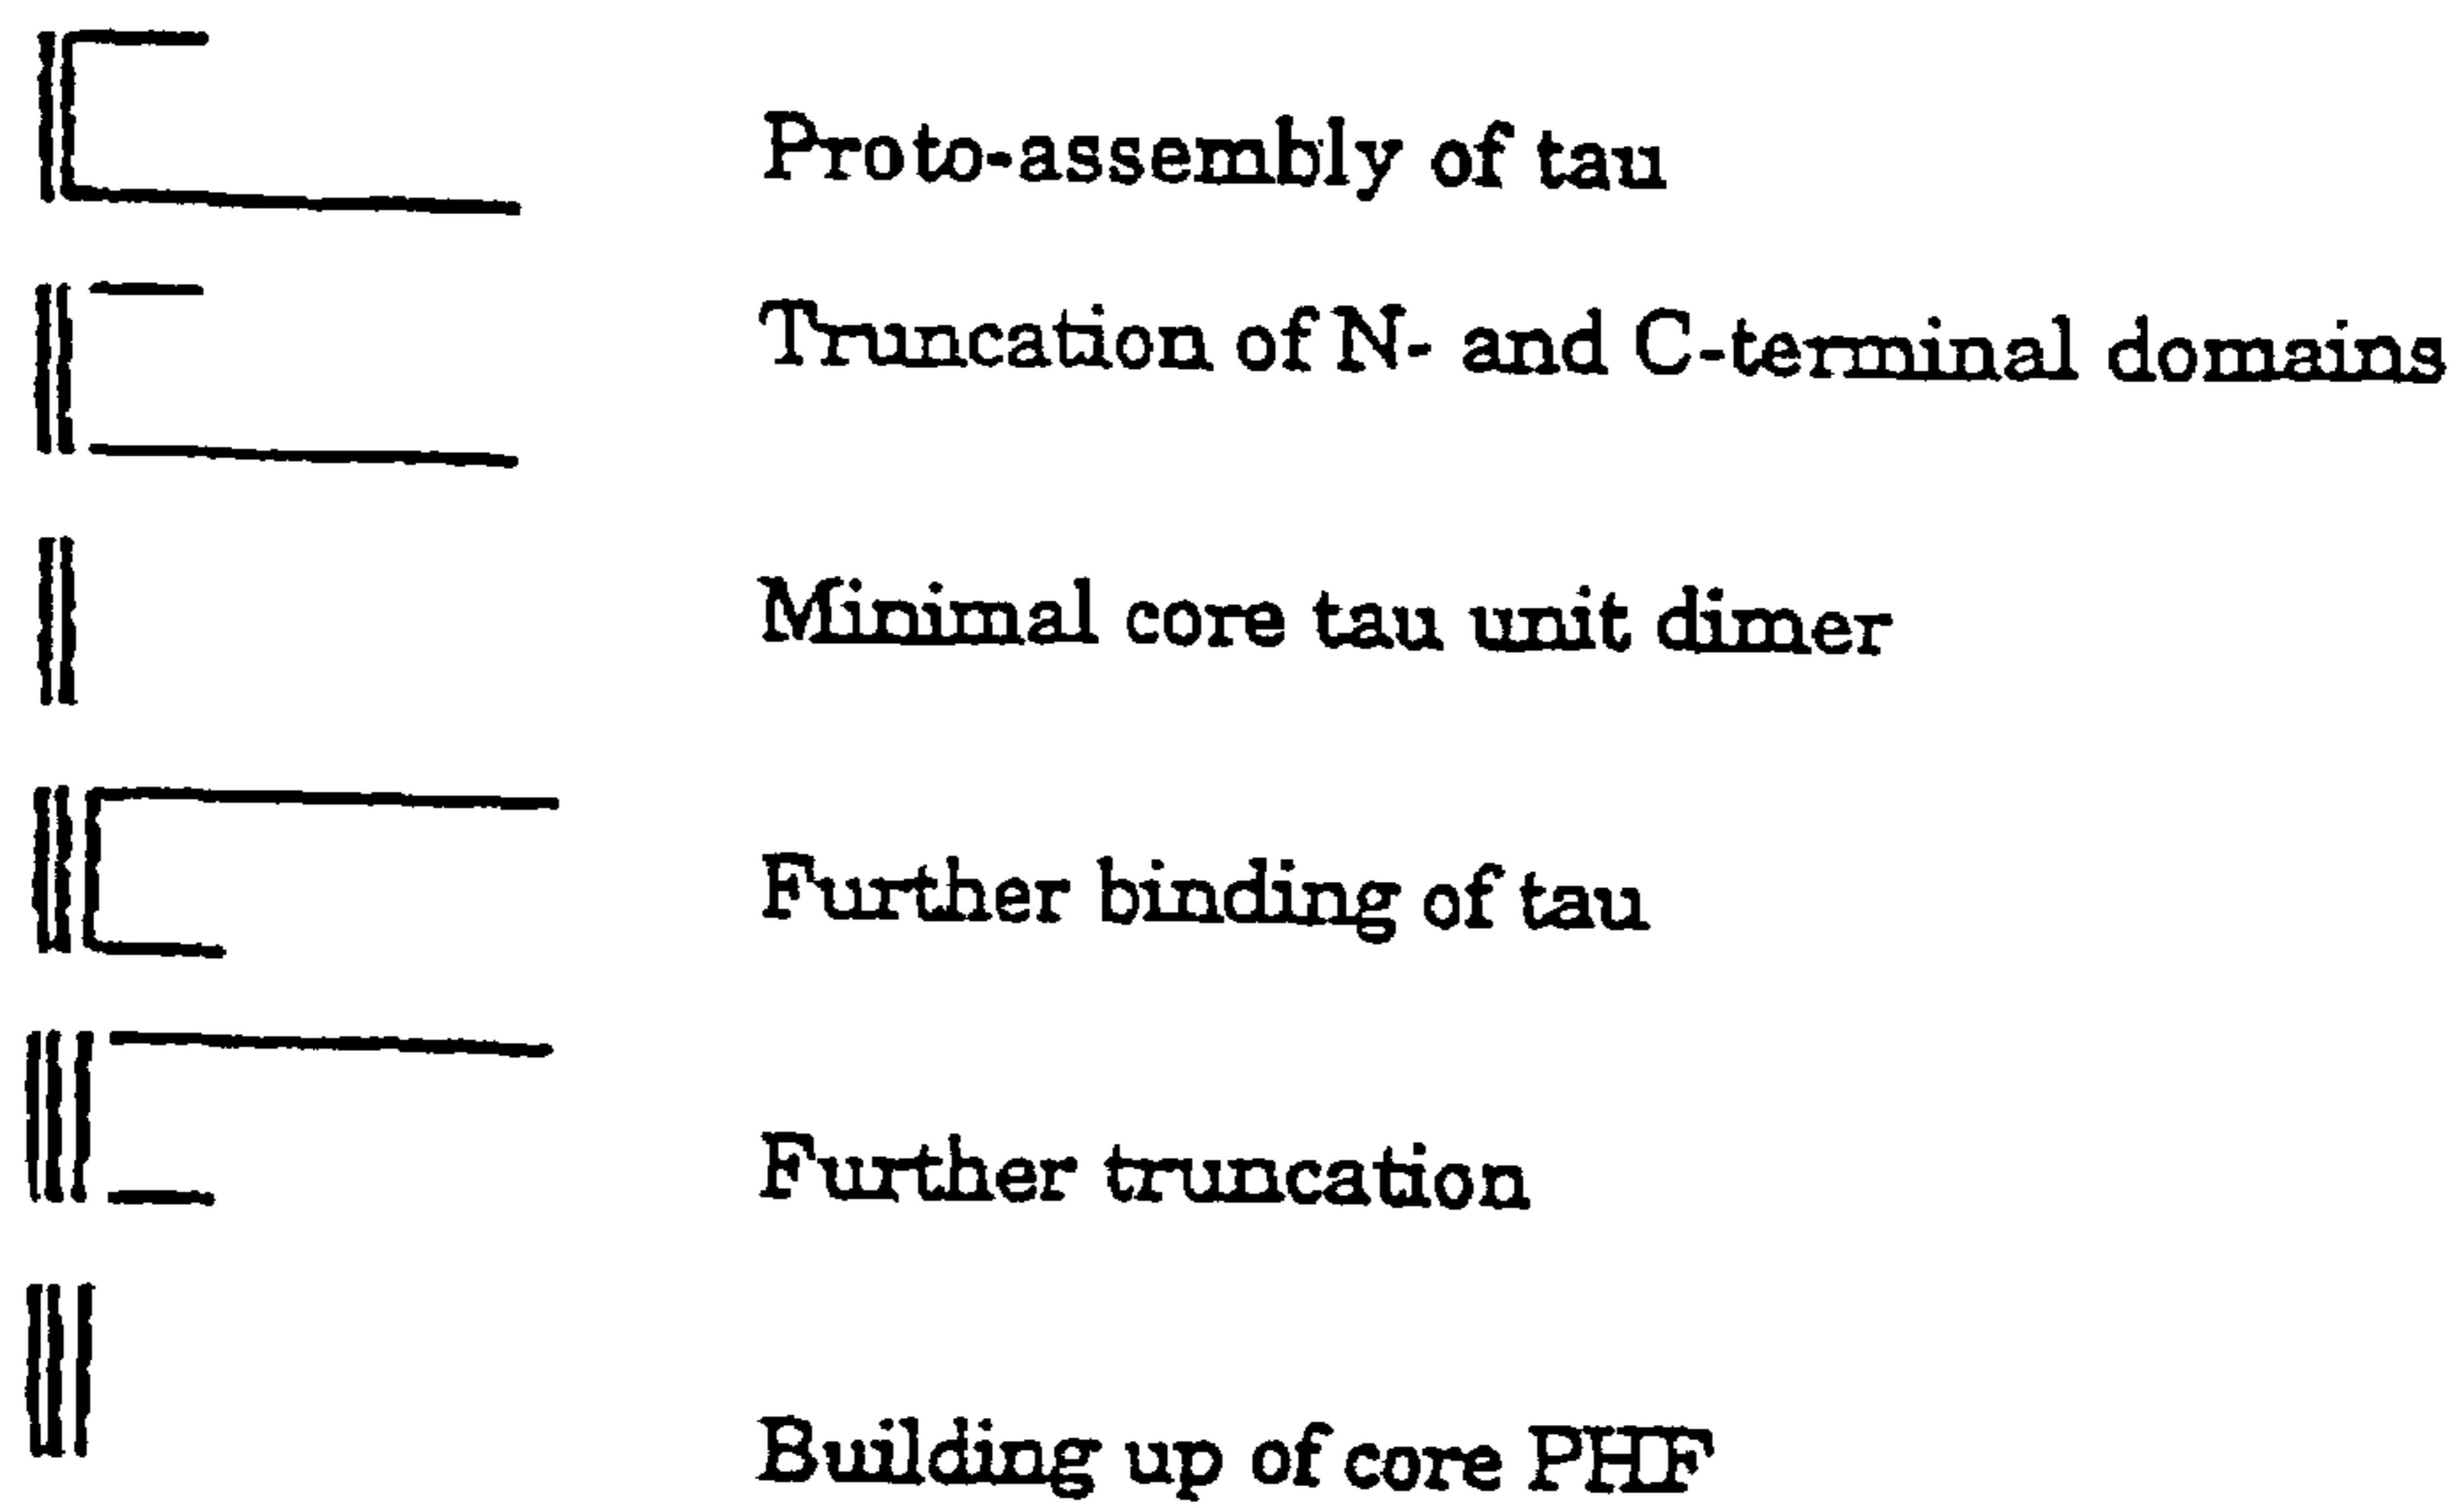 Proto-assembly of tau
Truncation of N- and C-terminal domains
Minimal core tau unit dimer
Further binding of tau
Further truncation
Building up of core PHF